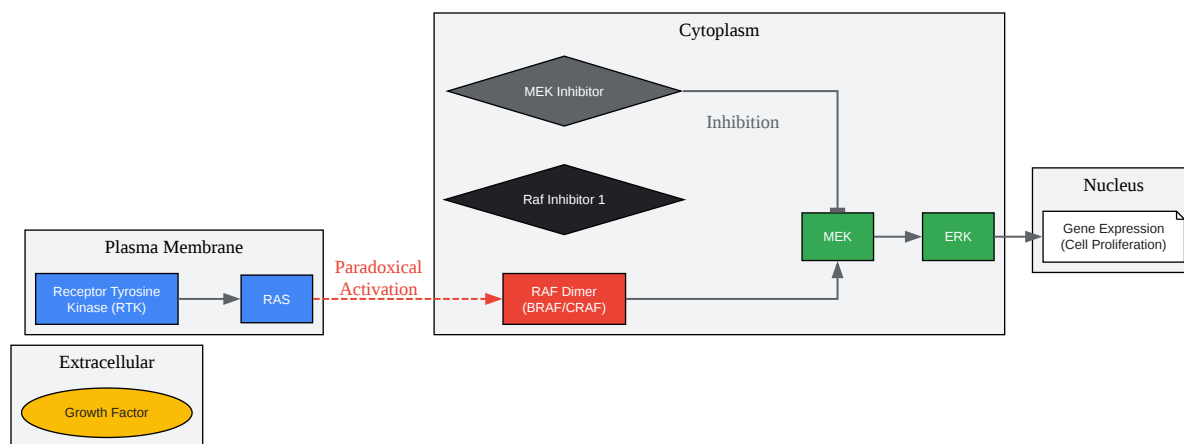 Cytoplasm
MEK Inhibitor
Inhibition
Raf Inhibitor 1
Nucleus
Gene Expression
(Cell Proliferation)
MEK
ERK
Plasma Membrane
Receptor Tyrosine
Kinase (RTK)
RAS
Paradoxical
Activation
RAF Dimer
(BRAF/CRAF)
Extracellular
Growth Factor